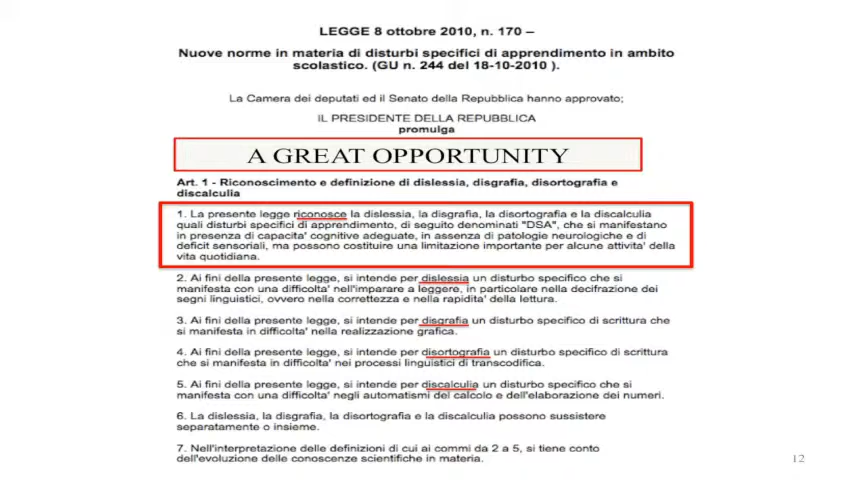 LEGGE 8 ottobre 2010, n. 170 –
Nuove norme in materia di disturbi specifici di apprendimento in ambito
scolastico. (GU n. 244 del 18-10-2010 ).
La Camera dei deputati ed il Senato della Repubblica hanno approvato;
IL PRESIDENTE DELLA REPUBBLICA
promulga
A GREAT OPPORTUNITY
Art. 1 - Riconoscimento e definizione di dislessia, disgrafia, disortografia e
discalculia
1. La presente legge riconosce la dislessia, la disgrafia, la disortografia e la discalculia
quali disturbi specifici di apprendimento, di seguito denominati "DSA", che si manifestano
in presenza di capacita' cognitive adeguate, in assenza di patologie neurologiche e di
deficit sensoriali, ma possono costituire una limitazione importante per alcune attivita' della
vita quotidiana.
2. Ai fini della presente legge, si intende per dislessia un disturbo specifico che si
manifesta con una difficolta' nell'imparare a leggere, in particolare nella decifrazione dei
segni linguistici, ovvero nella correttezza e nella rapidita' della lettura.
3. Ai fini della presente legge, si intende per disgrafia un disturbo specifico di scrittura che
si manifesta in difficolta' nella realizzazione grafica.
4. Ai fini della presente legge, si intende per disortografia un disturbo specifico di scrittura
che si manifesta in difficolta' nei processi linguistici di transcodifica.
5. Ai fini della presente legge, si intende per discalculia un disturbo specifico che si
manifesta con una difficolta' negli automatismi del calcolo e dell'elaborazione dei numeri.
6. La dislessia, la disgrafia, la disortografia e la discalculia possono sussistere
separatamente o insieme.
7. Nell'interpretazione delle definizioni di cui ai commi da 2 a 5, si tiene conto
dell'evoluzione delle conoscenze scientifiche in materia.
12